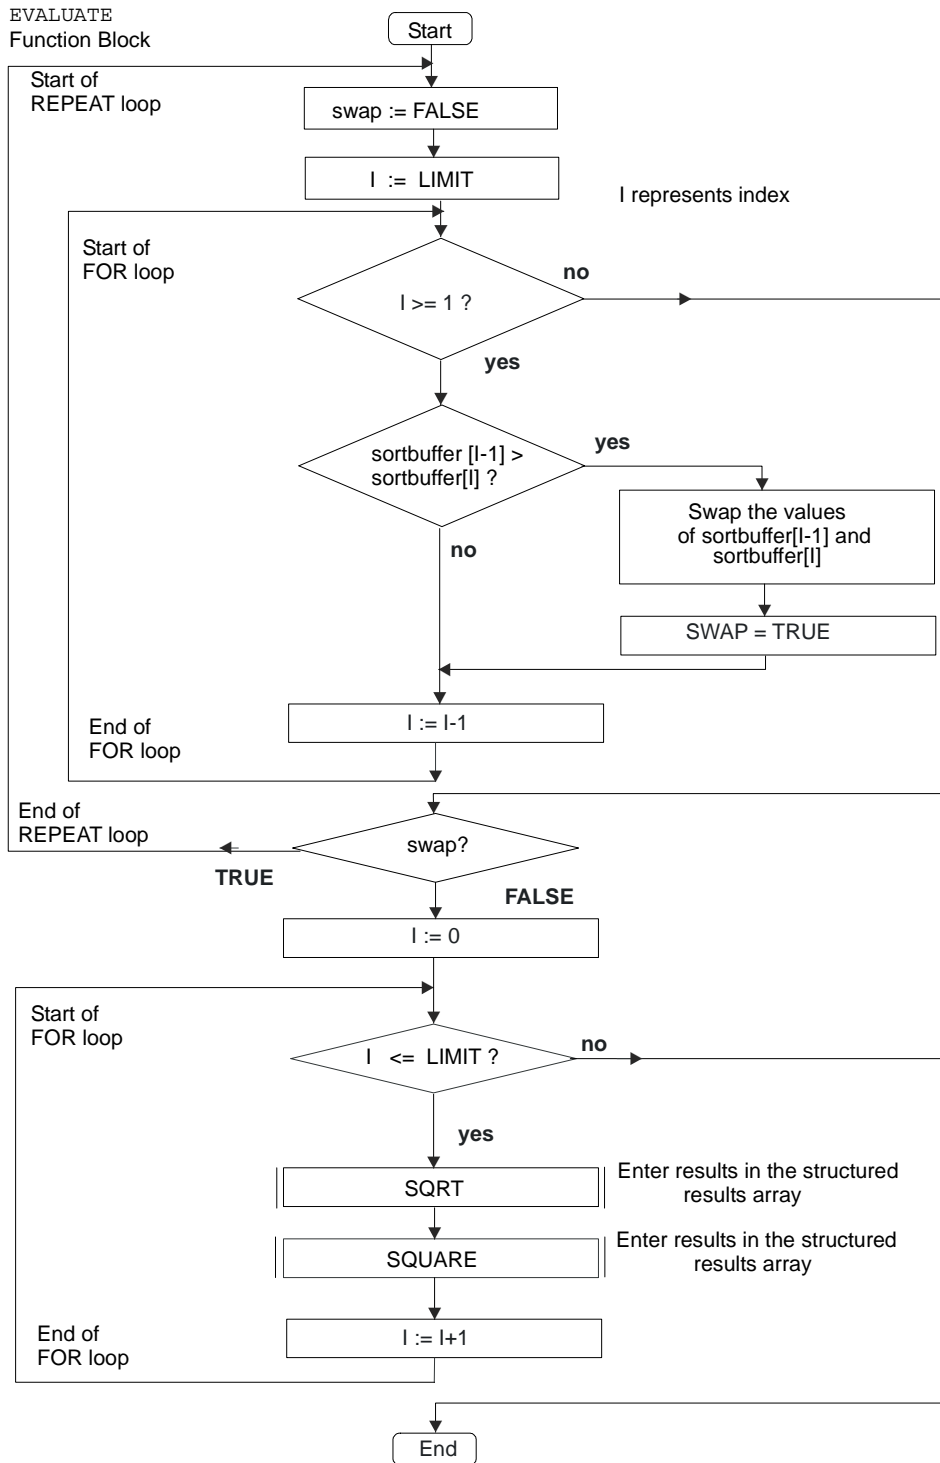 EVALUATE
Function Block
Start
Start of
REPEAT loop
swap := FALSE
I := LIMIT
I represents index
Start of
FOR loop
no
I >= 1 ?
yes
sortbuffer [I-1] >
sortbuffer[I] ?
yes
Swap the values
of sortbuffer[I-1] and
sortbuffer[I]
no
SWAP = TRUE
I := I-1
End of
FOR loop
End of
REPEAT loop
swap?
TRUE
FALSE
I := 0
Start of
FOR loop
I <= LIMIT ?
no
yes
SQRT
Enter results in the structured
results array
SQUARE
Enter results in the structured
results array
I := I+1
End of
FOR loop
End